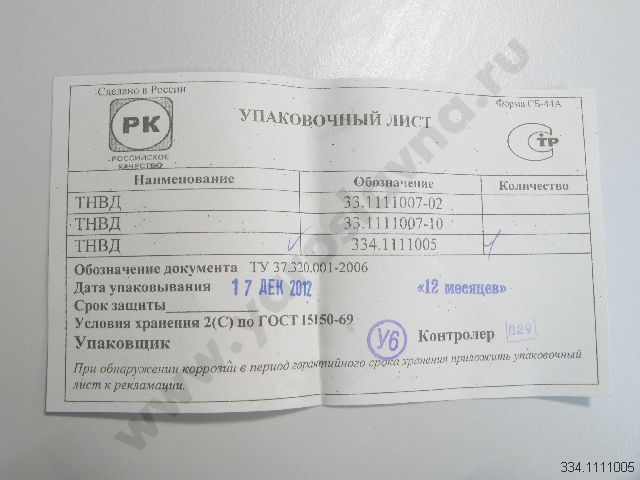 Сделано в России
Форма СБ-44А
РК
РОССИЙСКОЕ
КАЧЕСТВО
УПАКОВОЧНЫЙ ЛИСТ
СТР
Наименование Обозначение Количество
ТНВД 33.1111007-02
ТНВД 33.1111007-10
ТНВД 334.1111005 1
Обозначение документа ТУ 37.320.001-2006
Дата упаковывания 17 ДЕК 2012 «12 месяцев»
Срок защиты
Условия хранения 2(С) по ГОСТ 15150-69
Упаковщик У6 Контролер 029
При обнаружении коррозии в период гарантийного срока хранения приложить упаковочный
лист к рекламации.
334.1111005